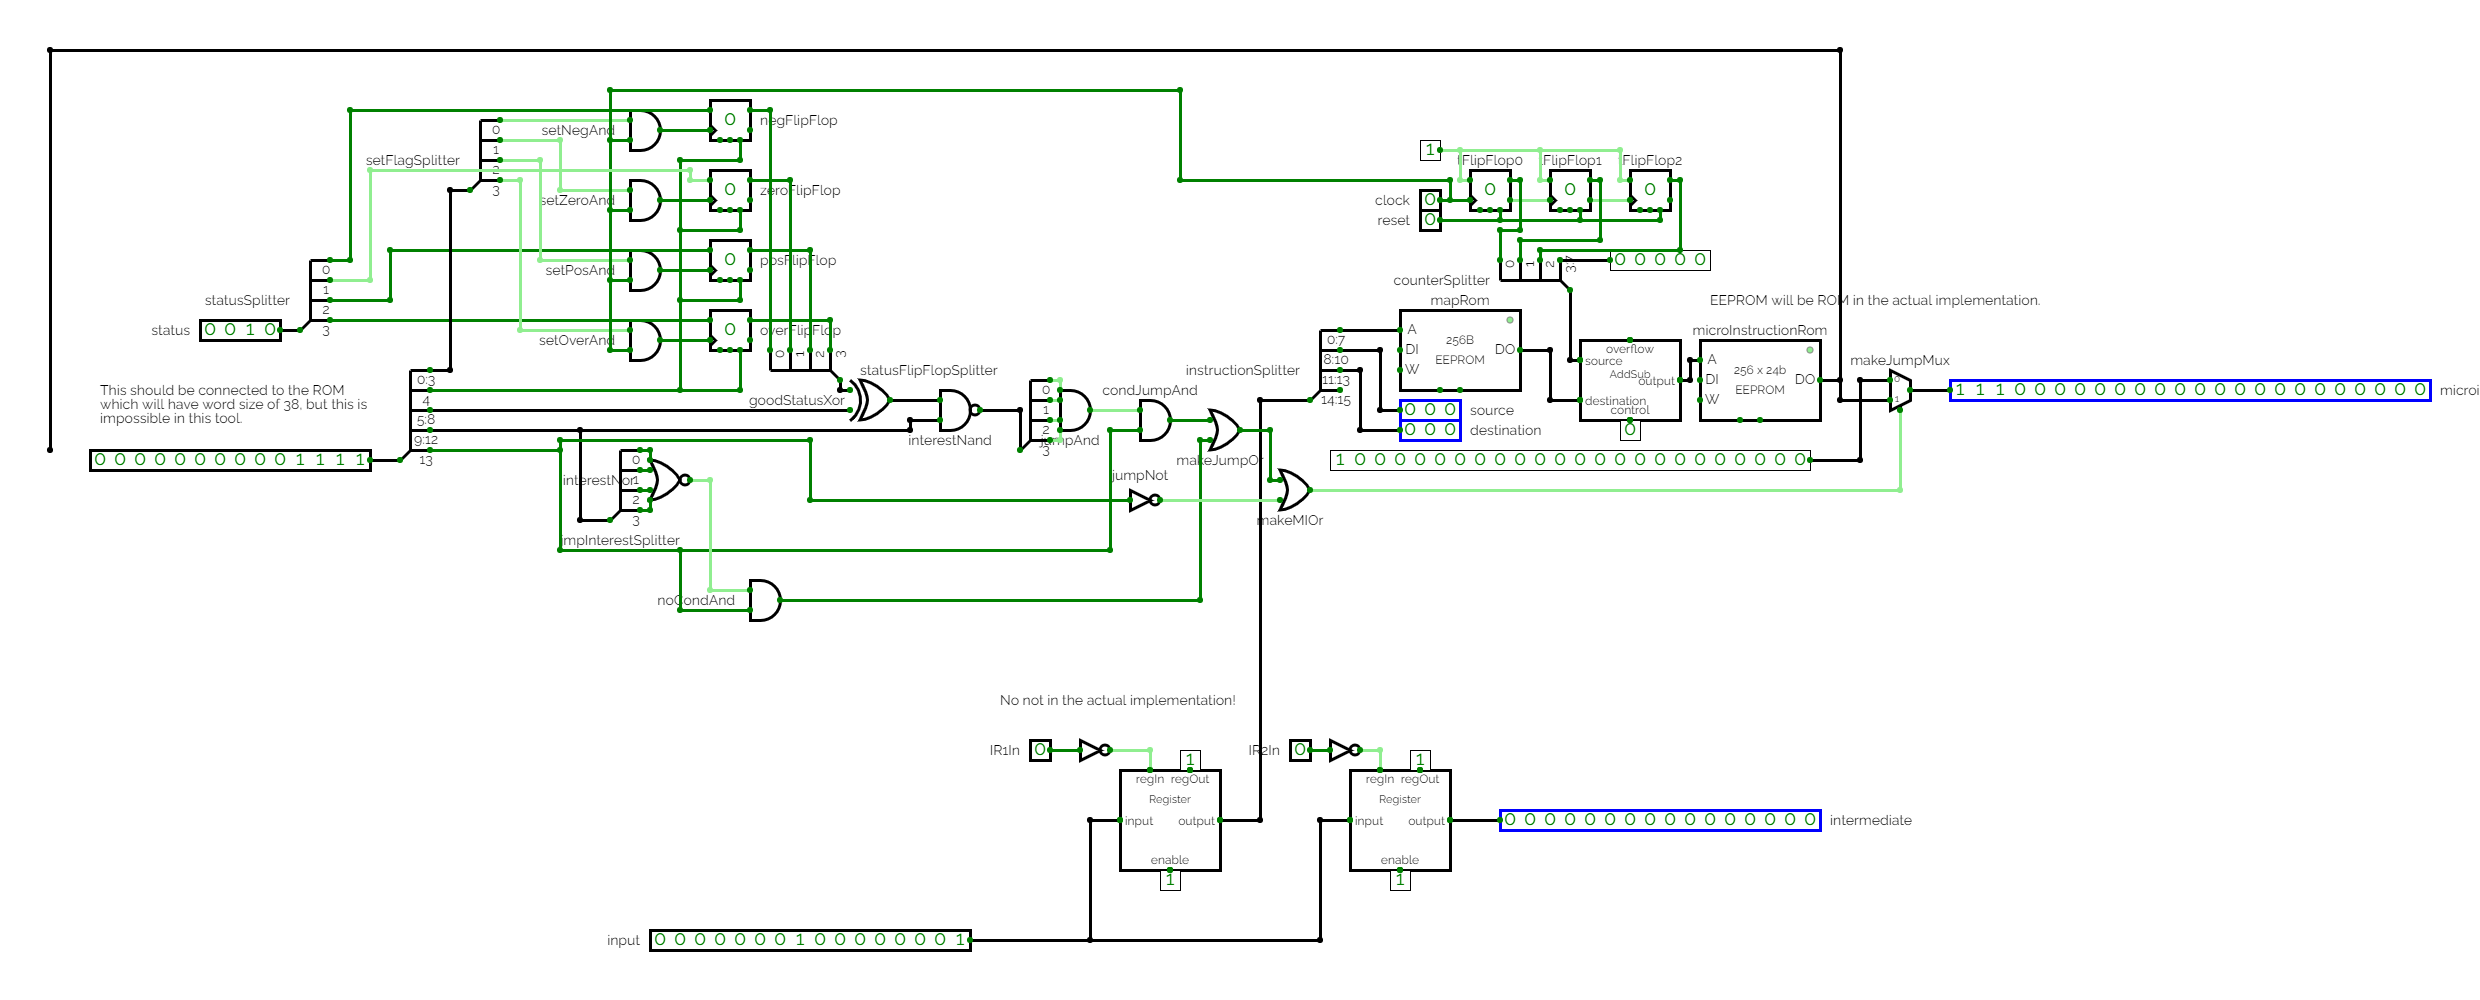 0
1
2
3
setFlagSplitter
setNegAnd
0
negFlipFlop
setZeroAnd
0
zeroFlipFlop
setPosAnd
0
posFlipFlop
setOverAnd
0
overFlipFlop
0
1
2
3
statusSplitter
status
0 0 1 0
This should be connected to the ROM
which will have word size of 38, but this is
impossible in this tool.
0 0 0 0 0 0 0 0 0 0 1 1 1 1
0:3
4
5:8
9:12
13
0
1
2
3
statusFlipFlopSplitter
goodStatusXor
interestNand
0
1
2
3
jumpAnd
condJumpAnd
makeJumpOr
interestNor
0
1
2
3
impInterestSplitter
jumpNot
makeMIOr
noCondAnd
1
FlipFlop0
FlipFlop1
FlipFlop2
0
0
0
clock
0
reset
0
0
1
2
3:7
0 0 0 0 0
counterSplitter
mapRom
EEPROM will be ROM in the actual implementation.
instructionSplitter
0:7
8:10
11:13
14:15
A
DI
W
256B
EEPROM
DO
0 0 0
source
0 0 0
destination
overflow
source
AddSub
output
destination
control
0
microInstructionRom
A
DI
W
256 x 24b
EEPROM
DO
makeJumpMux
0
1
1 1 1 0 0 0 0 0 0 0 0 0 0 0 0 0 0 0 0 0 0 0 0 0
microi
1 0 0 0 0 0 0 0 0 0 0 0 0 0 0 0 0 0 0 0 0 0 0 0
No not in the actual implementation!
IR1In
0
1
regIn
regOut
Register
input
output
enable
1
IR2In
0
1
regIn
regOut
Register
input
output
enable
1
0 0 0 0 0 0 0 0 0 0 0 0 0 0 0 0
intermediate
input
0 0 0 0 0 0 0 1 0 0 0 0 0 0 0 1